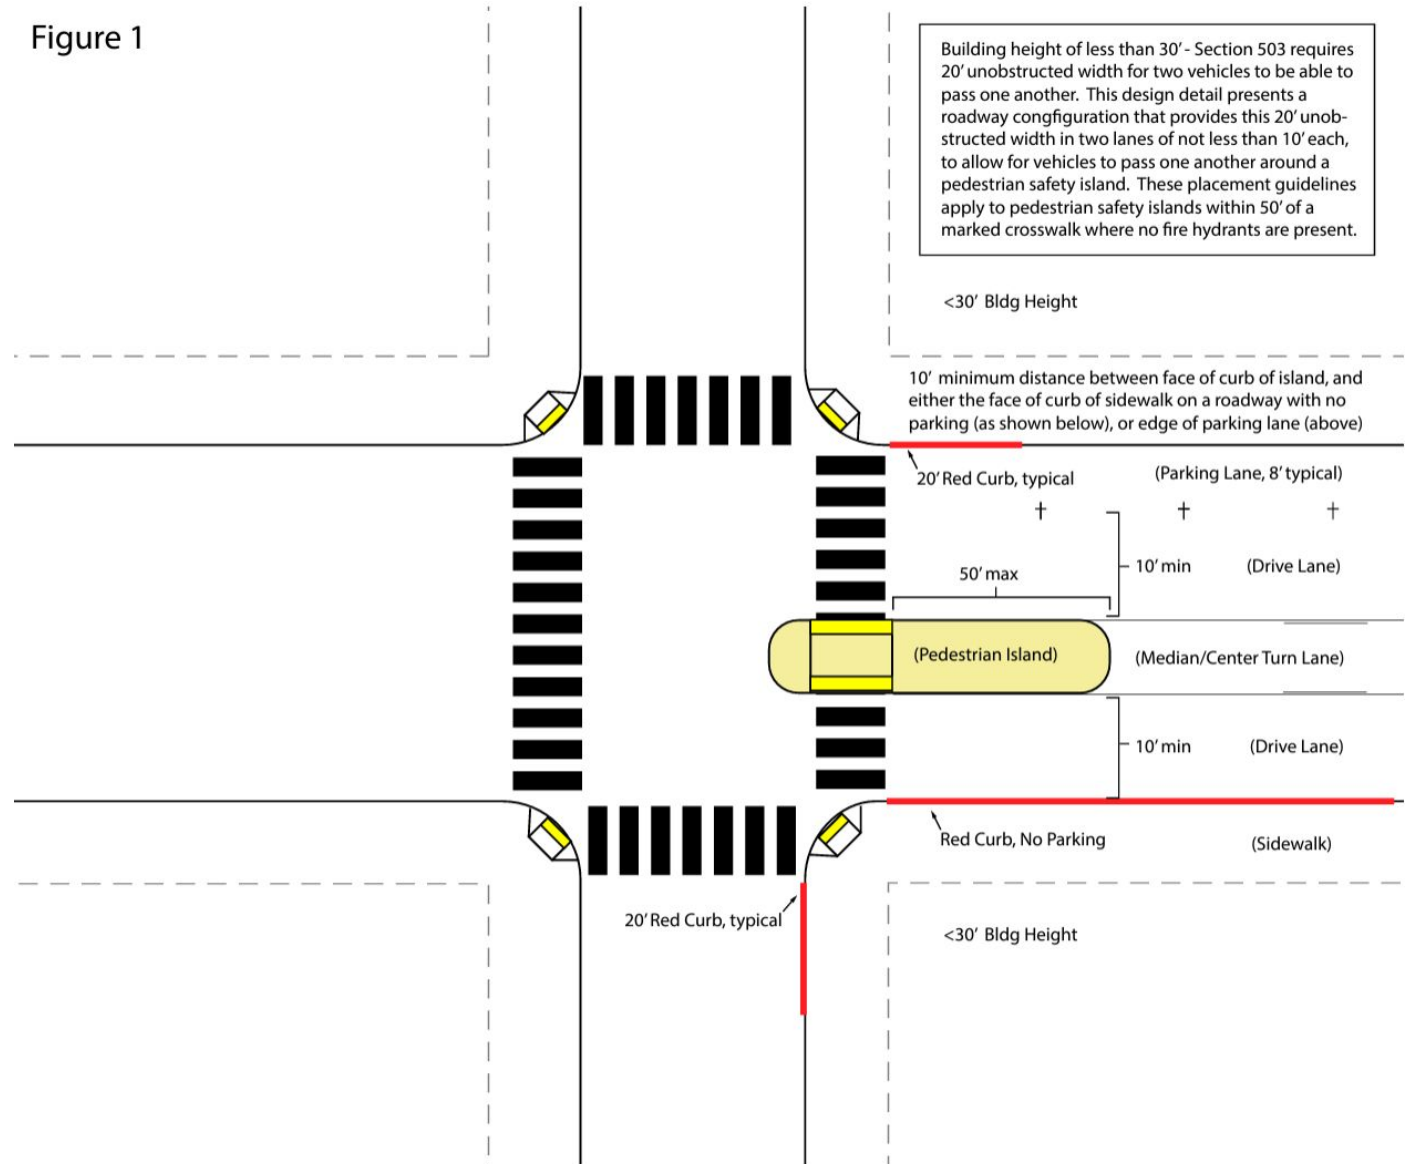 Figure 1
Building height of less than 30' - Section 503 requires
20' unobstructed width for two vehicles to be able to
pass one another. This design detail presents a
roadway congfiguration that provides this 20' unob-
structed width in two lanes of not less than 10' each,
to allow for vehicles to pass one another around a
pedestrian safety island. These placement guidelines
apply to pedestrian safety islands within 50' of a
marked crosswalk where no fire hydrants are present.
<30' Bldg Height
10' minimum distance between face of curb of island, and
either the face of curb of sidewalk on a roadway with no
parking (as shown below), or edge of parking lane (above)
20' Red Curb, typical
(Parking Lane, 8' typical)
10' min
(Drive Lane)
50' max
(Pedestrian Island)
(Median/Center Turn Lane)
10' min
(Drive Lane)
Red Curb, No Parking
(Sidewalk)
20' Red Curb, typical
<30' Bldg Height